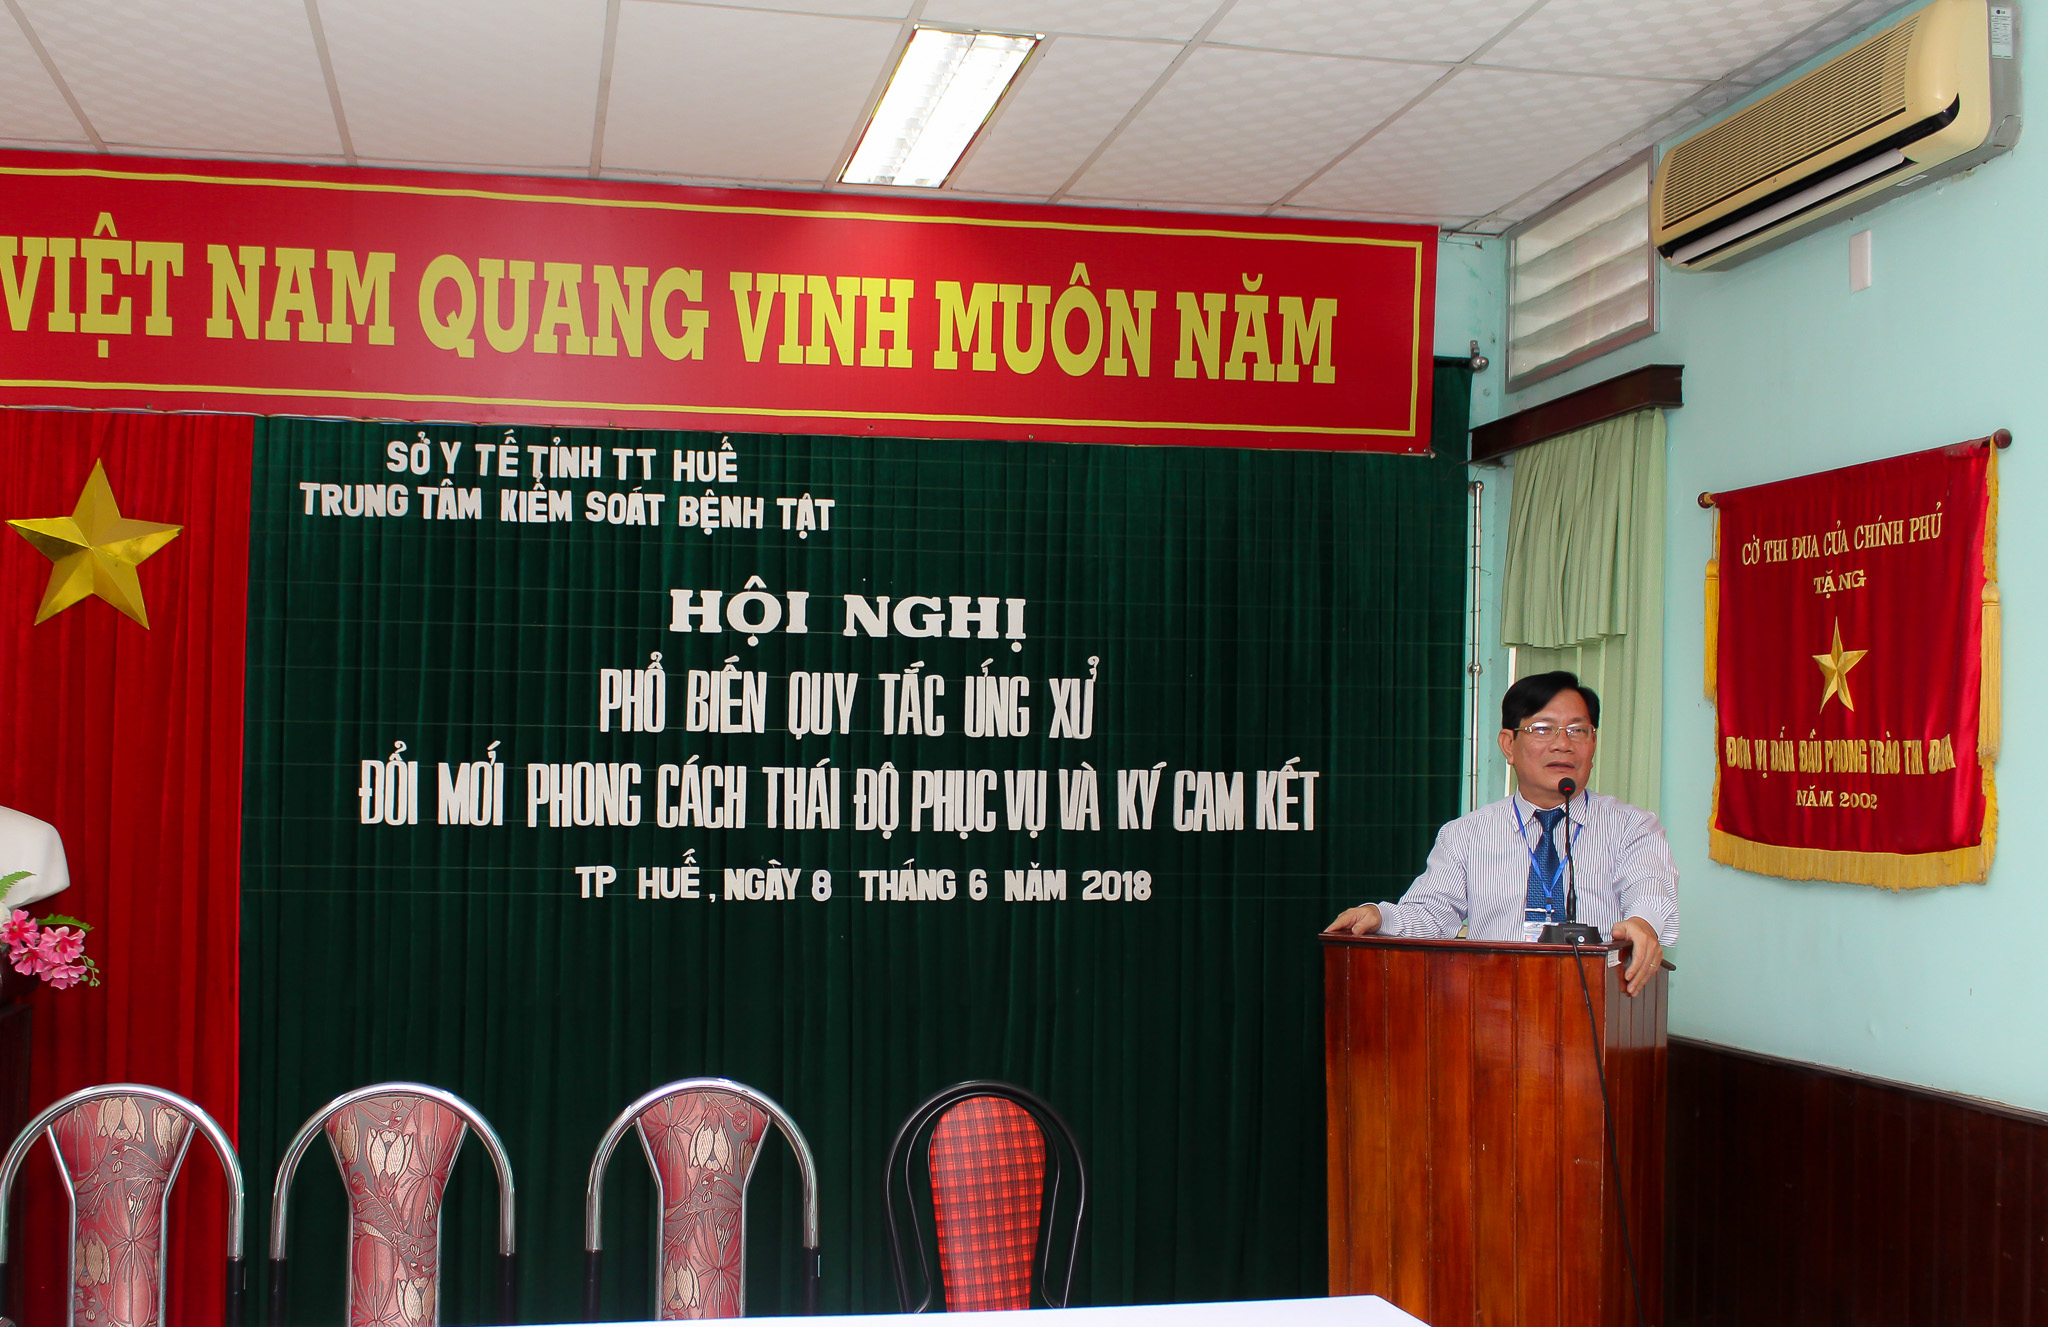 VIỆT NAM QUANG VINH MUÔN NĂM
SỞ Y TẾ TỈNH TT HUẾ
TRUNG TÂM KIỂM SOÁT BỆNH TẬT
HỘI NGHỊ
PHỔ BIẾN QUY TẮC ỨNG XỬ
ĐỔI MỚI PHONG CÁCH THÁI ĐỘ PHỤC VỤ VÀ KÝ CAM KẾT
TP HUẾ, NGÀY 8 THÁNG 6 NĂM 2018
CỜ THI ĐUA CỦA CHÍNH PHỦ
TẶNG
ĐƠN VỊ DẪN ĐẦU PHONG TRÀO THI ĐUA
NĂM 2002